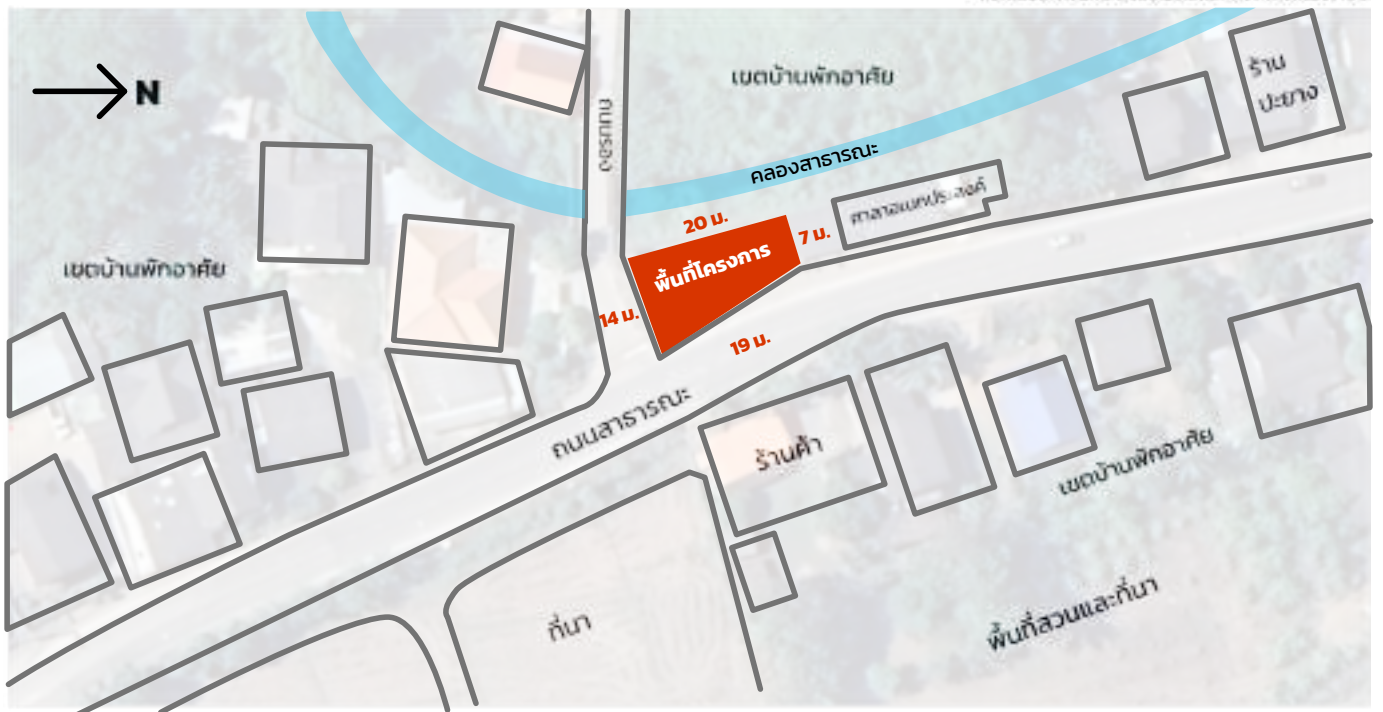 N
เขตบ้านพักอาศัย
ร้าน
ปะยาง
ถนนรอง
คลองสาธารณะ
ศาลาอเนกประสงค์
20 ม.
7 ม.
พื้นที่โครงการ
เขตบ้านพักอาศัย
14 ม.
19 ม.
ถนนสาธารณะ
ร้านค้า
เขตบ้านพักอาศัย
ที่นา
พื้นที่สวนและที่นา